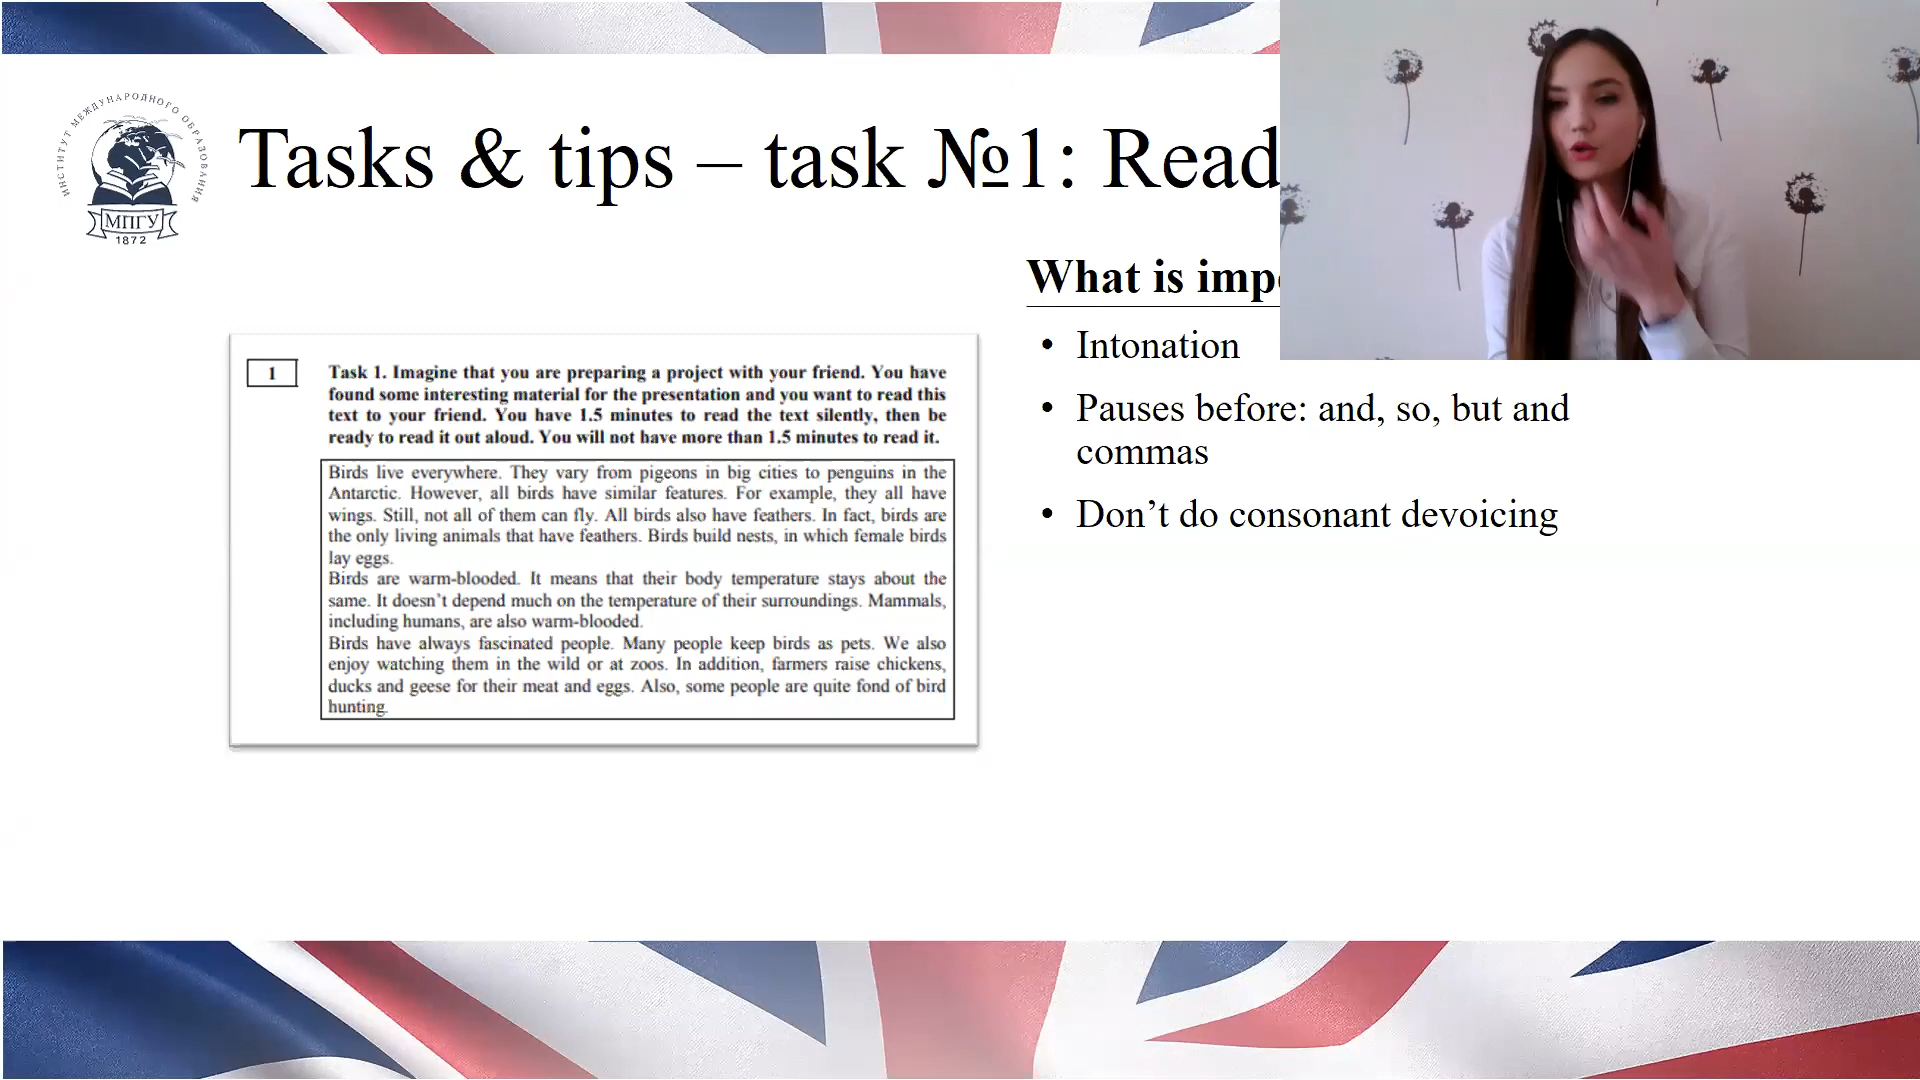 ИНСТИТУТ МЕЖДУНАРОДНОГО ОБРАЗОВАНИЯ
МПГУ
1872
Tasks & tips – task №1: Read
What is imp
• Intonation
• Pauses before: and, so, but and
commas
• Don’t do consonant devoicing
1
Task 1. Imagine that you are preparing a project with your friend. You have
found some interesting material for the presentation and you want to read this
text to your friend. You have 1.5 minutes to read the text silently, then be
ready to read it out aloud. You will not have more than 1.5 minutes to read it.
Birds live everywhere. They vary from pigeons in big cities to penguins in the
Antarctic. However, all birds have similar features. For example, they all have
wings. Still, not all of them can fly. All birds also have feathers. In fact, birds are
the only living animals that have feathers. Birds build nests, in which female birds
lay eggs.
Birds are warm-blooded. It means that their body temperature stays about the
same. It doesn’t depend much on the temperature of their surroundings. Mammals,
including humans, are also warm-blooded.
Birds have always fascinated people. Many people keep birds as pets. We also
enjoy watching them in the wild or at zoos. In addition, farmers raise chickens,
ducks and geese for their meat and eggs. Also, some people are quite fond of bird
hunting.